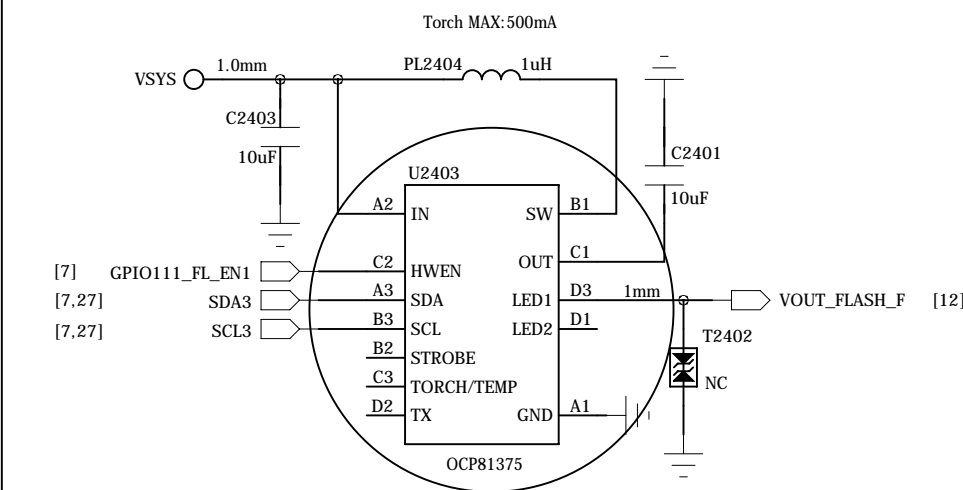 Torch MAX:500mA
VSYS 1.0mm PL2404 1uH
C2403
10uF
C2401
10uF
U2403
A2 IN SW B1
OUT C1
[7] GPIO111_FL_EN1 C2 HWEN
[7,27] SDA3 A3 SDA LED1 D3 1mm VOUT_FLASH_F [12]
[7,27] SCL3 B3 SCL LED2 D1
T2402
B2 STROBE
C3 TORCH/TEMP NC
D2 TX GND A1
OCP81375